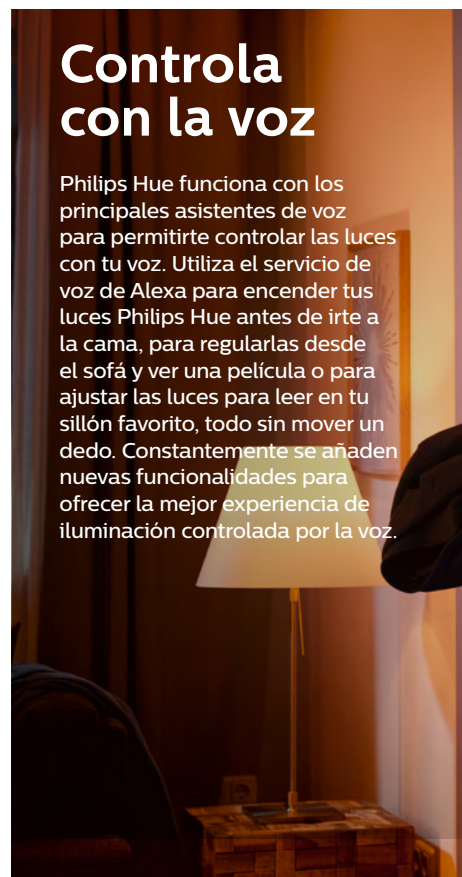 Controla
con la voz
Philips Hue funciona con los
principales asistentes de voz
para permitirte controlar las luces
con tu voz. Utiliza el servicio de
voz de Alexa para encender tus
luces Philips Hue antes de irte a
la cama, para regularlas desde
el sofá y ver una película o para
ajustar las luces para leer en tu
sillón favorito, todo sin mover un
dedo. Constantemente se añaden
nuevas funcionalidades para
ofrecer la mejor experiencia de
iluminación controlada por la voz.